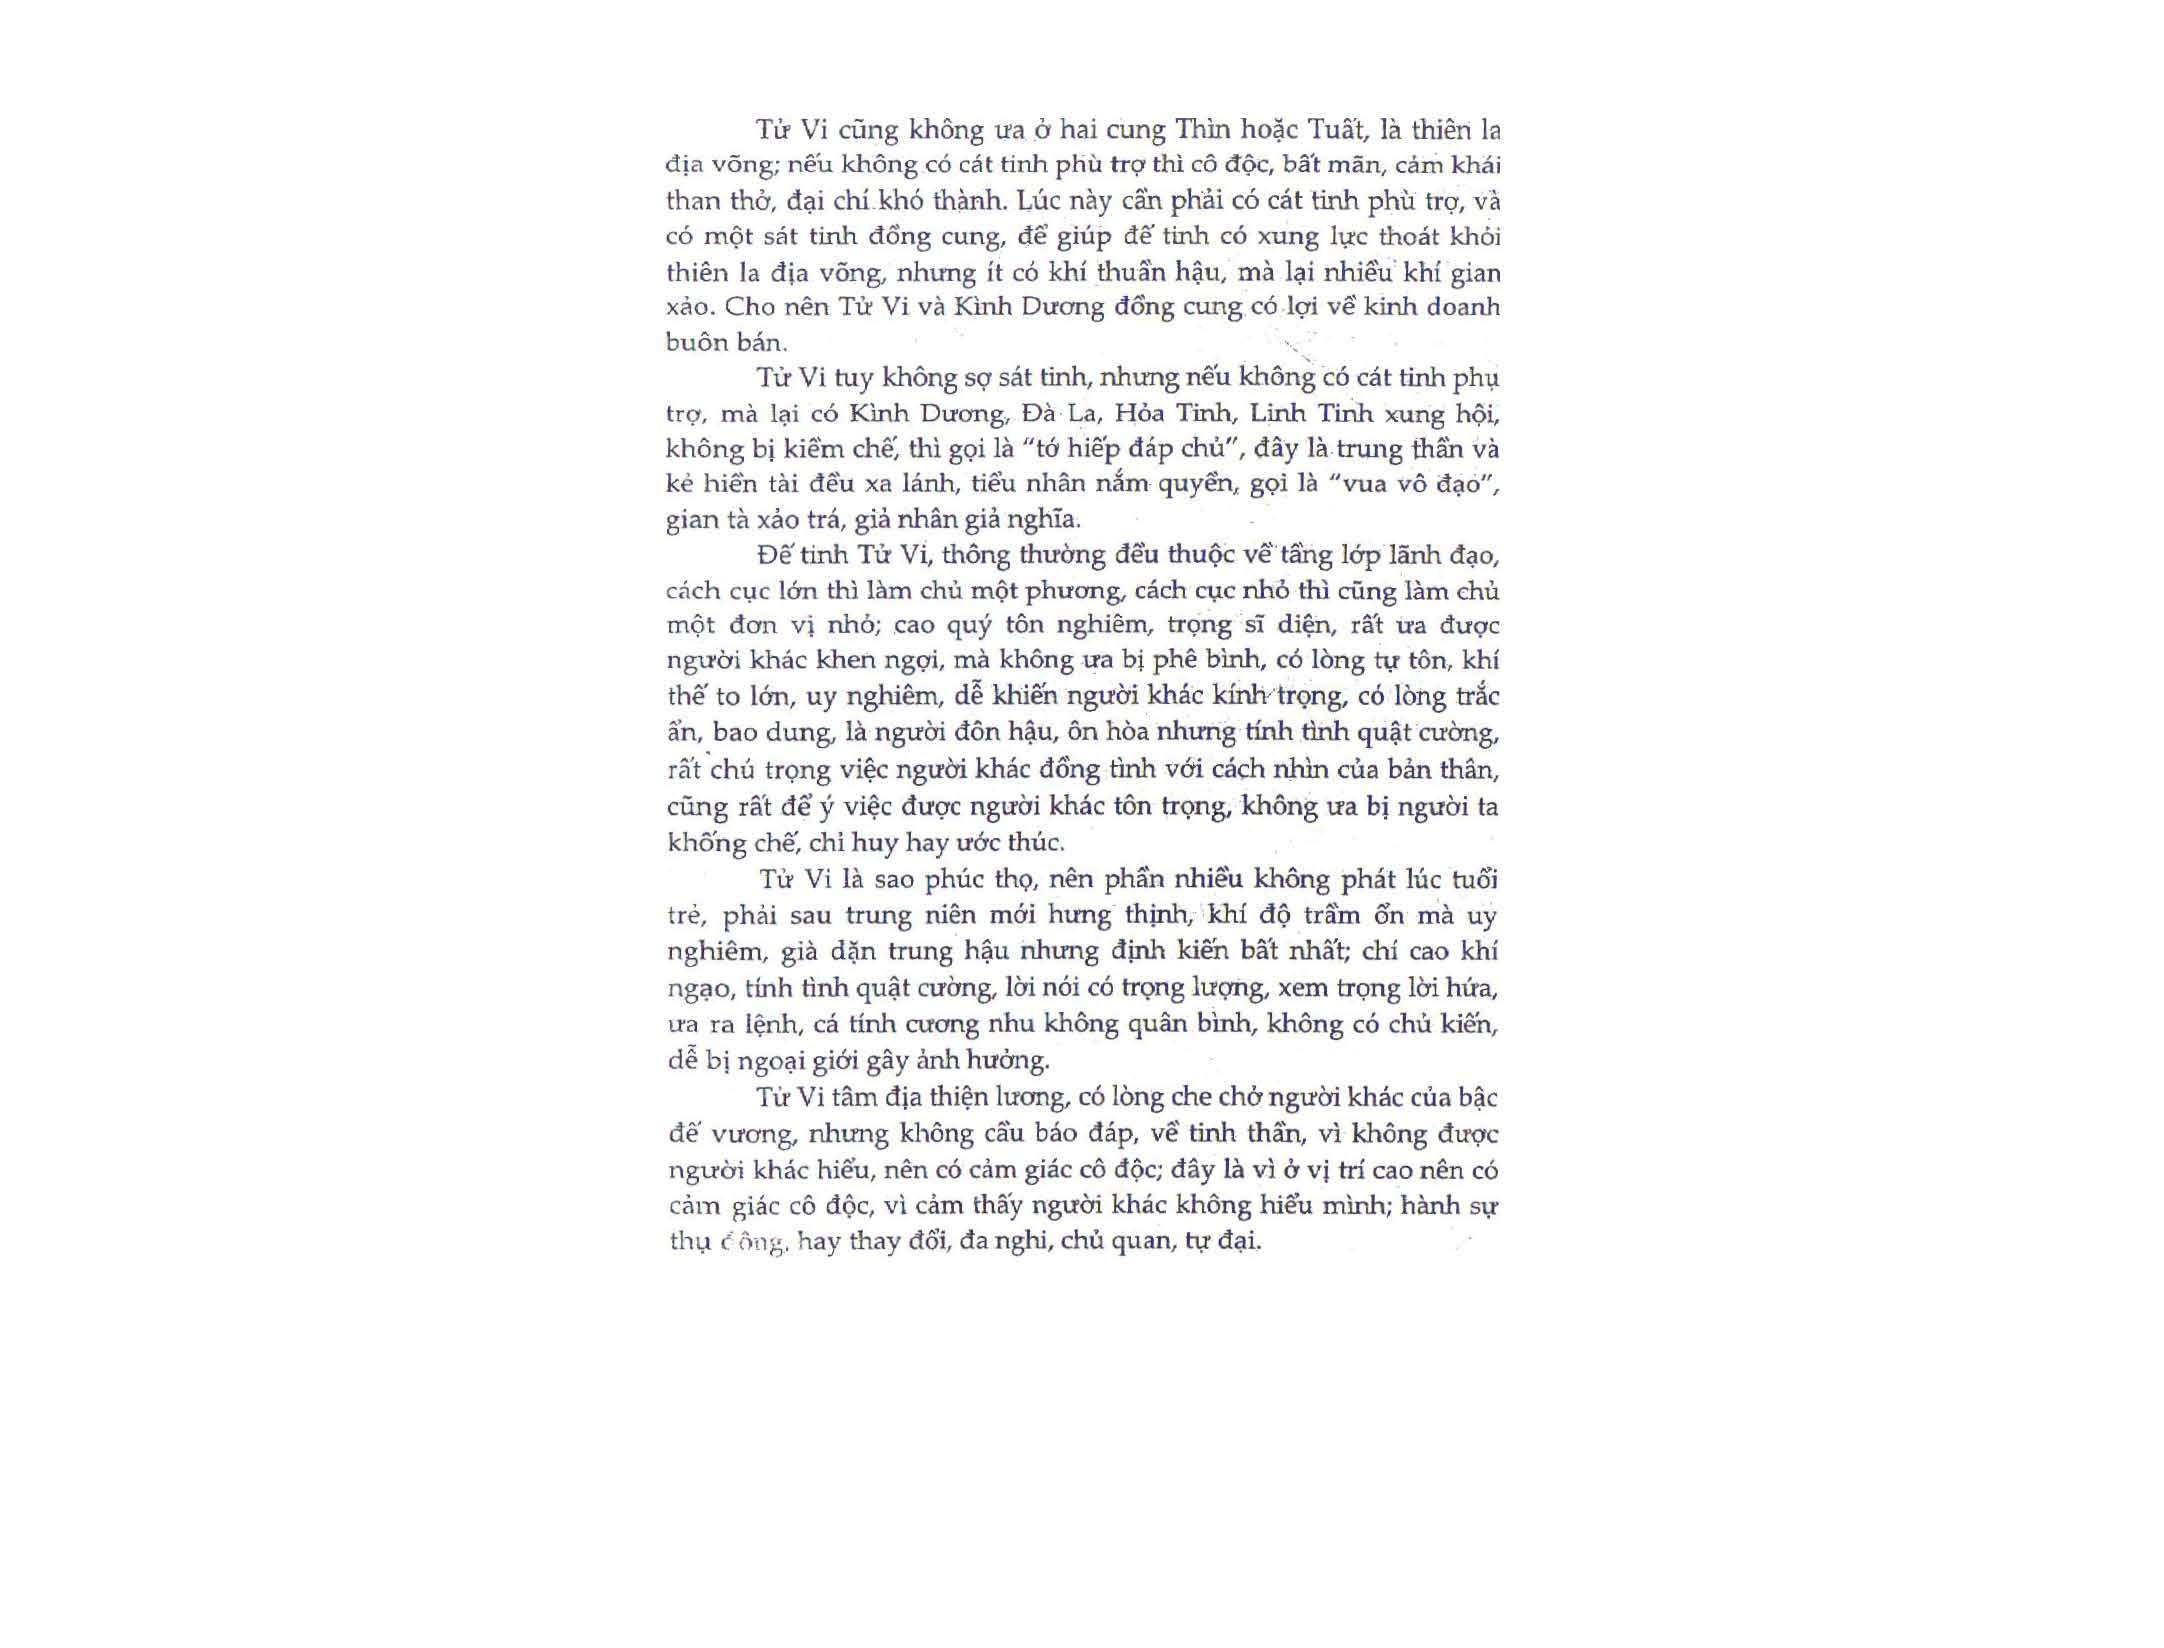 Tử Vi cũng không ưa ở hai cung Thìn hoặc Tuất, là thiên la
địa võng; nếu không có cát tinh phù trợ thì cô độc, bất mãn, cảm khái
than thở, đại chí khó thành. Lúc này cần phải có cát tinh phù trợ, và
có một sát tinh đồng cung, để giúp đế tinh có xung lực thoát khỏi
thiên la địa võng, nhưng ít có khí thuần hậu, mà lại nhiều khí gian
xảo. Cho nên Tử Vi và Kình Dương đồng cung có lợi về kinh doanh
buôn bán.
Tử Vi tuy không sợ sát tinh, nhưng nếu không có cát tinh phụ
trợ, mà lại có Kình Dương, Đà La, Hỏa Tinh, Linh Tinh xung hội,
không bị kiềm chế, thì gọi là "tớ hiếp đáp chủ", đây là trung thần và
kẻ hiền tài đều xa lánh, tiểu nhân nắm quyền, gọi là "vua vô đạo",
gian tà xảo trá, giả nhân giả nghĩa.
Đế tinh Tử Vi, thông thường đều thuộc về tầng lớp lãnh đạo,
cách cục lớn thì làm chủ một phương, cách cục nhỏ thì cũng làm chủ
một đơn vị nhỏ; cao quý tôn nghiêm, trọng sĩ diện, rất ưa được
người khác khen ngợi, mà không ưa bị phê bình, có lòng tự tôn, khí
thế to lớn, uy nghiêm, dễ khiến người khác kính trọng, có lòng trắc
ẩn, bao dung, là người đôn hậu, ôn hòa nhưng tính tình quật cường,
rất chú trọng việc người khác đồng tình với cách nhìn của bản thân,
cũng rất để ý việc được người khác tôn trọng, không ưa bị người ta
khống chế, chỉ huy hay ước thúc.
Tử Vi là sao phúc thọ, nên phần nhiều không phát lúc tuổi
trẻ, phải sau trung niên mới hưng thịnh, khí độ trầm ổn mà uy
nghiêm, già dặn trung hậu nhưng định kiến bất nhất; chí cao khí
ngạo, tính tình quật cường, lời nói có trọng lượng, xem trọng lời hứa,
ưa ra lệnh, cá tính cương nhu không quân bình, không có chủ kiến,
dễ bị ngoại giới gây ảnh hưởng.
Tử Vi tâm địa thiện lương, có lòng che chở người khác của bậc
đế vương, nhưng không cầu báo đáp, về tinh thần, vì không được
người khác hiểu, nên có cảm giác cô độc; đây là vì ở vị trí cao nên có
cảm giác cô độc, vì cảm thấy người khác không hiểu mình; hành sự
thụ động, hay thay đổi, đa nghi, chủ quan, tự đại.